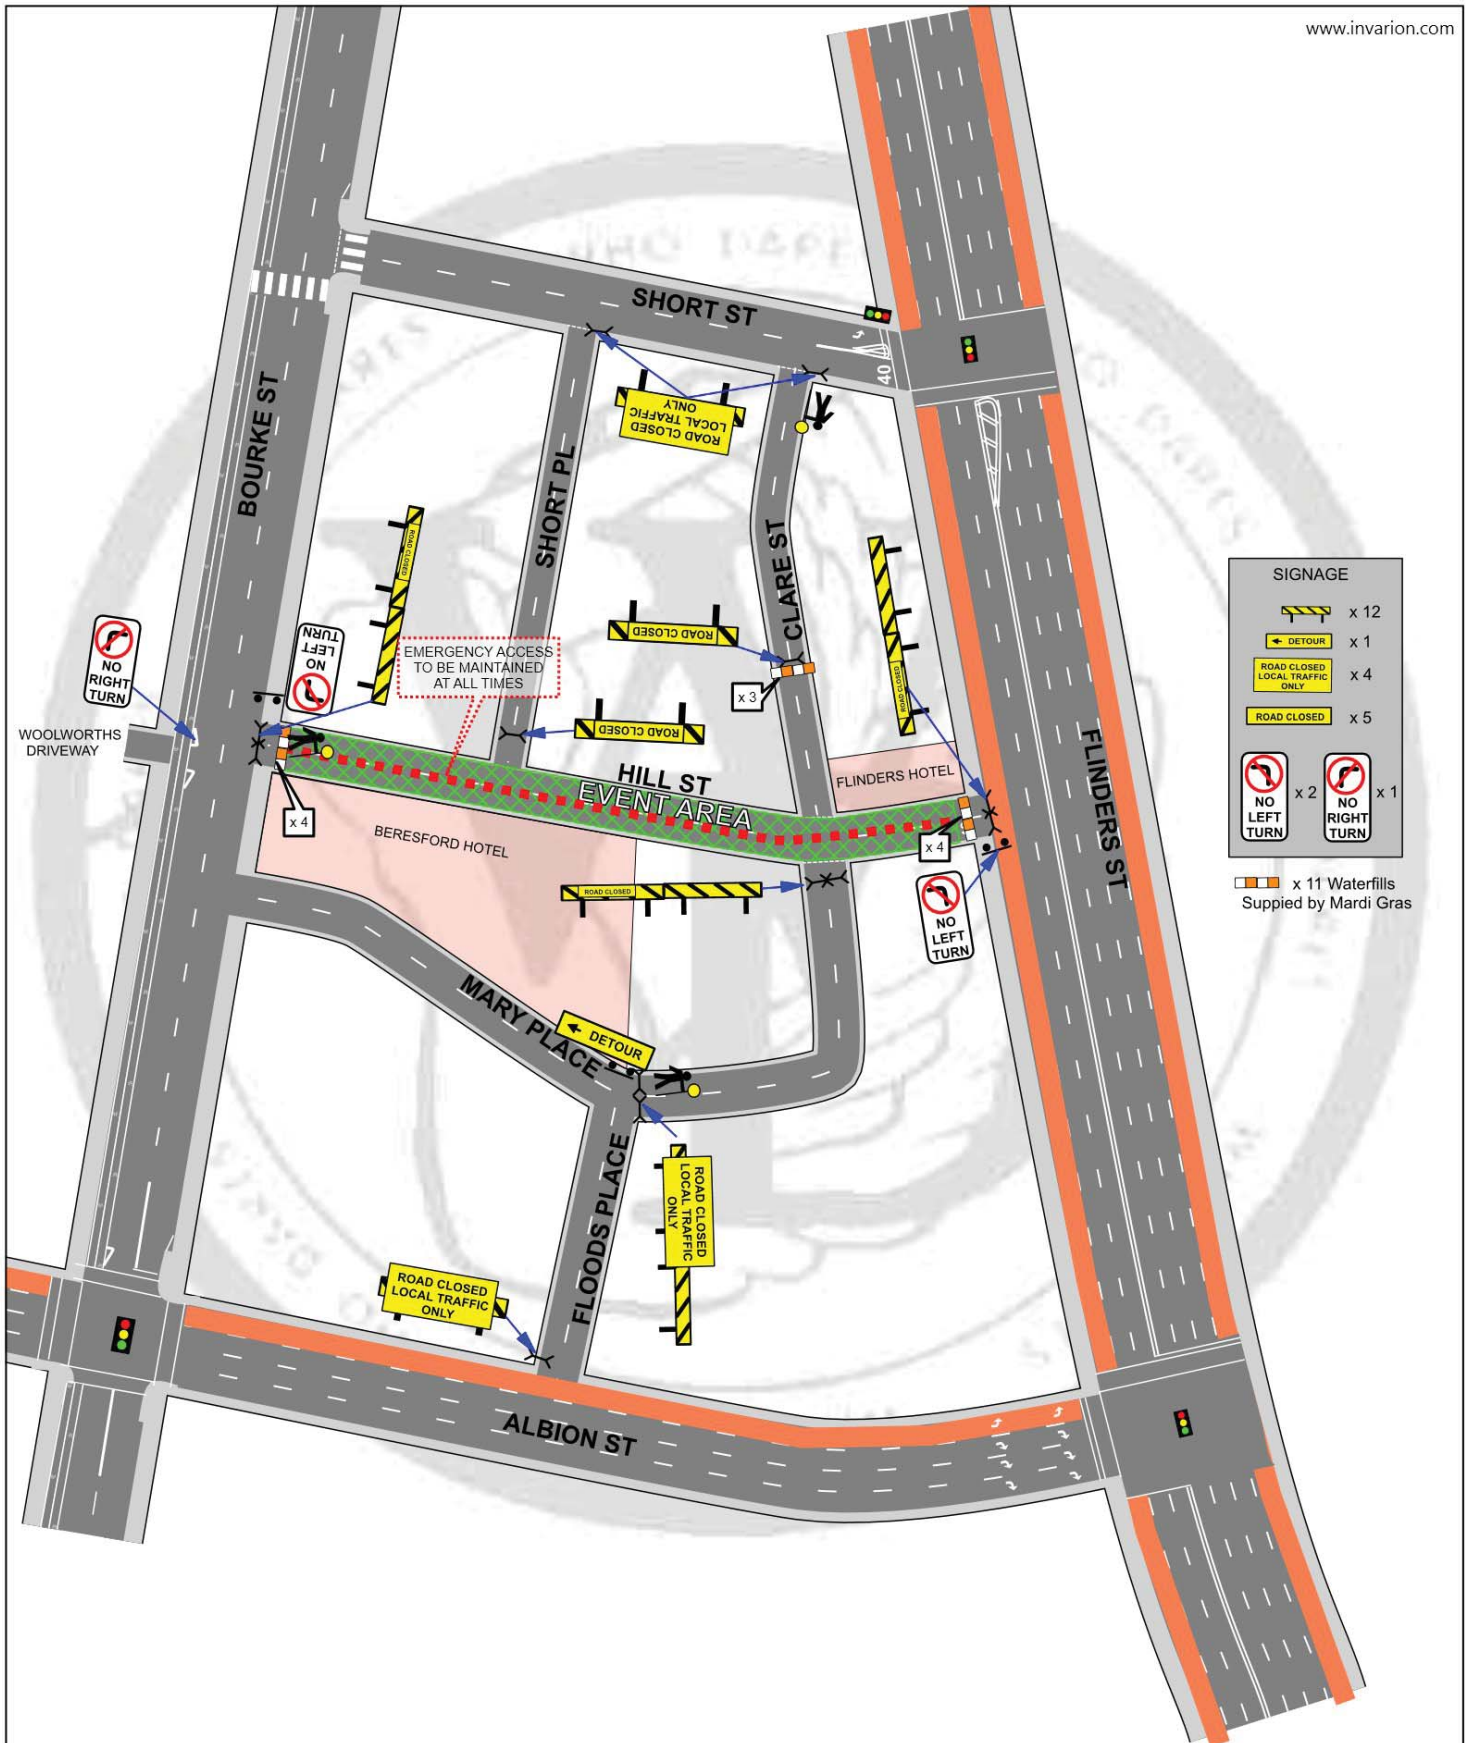 www.invarion.com
SHORT ST
40
ROAD CLOSED
LOCAL TRAFFIC
ONLY
BOURKE ST
SHORT PL
CLARE ST
ROAD CLOSED
ROAD CLOSED
ROAD CLOSED
ROAD CLOSED
NO
RIGHT
TURN
NO
LEFT
TURN
EMERGENCY ACCESS
TO BE MAINTAINED
AT ALL TIMES
WOOLWORTHS
DRIVEWAY
x 3
HILL ST
EVENT AREA
FLINDERS HOTEL
FLINDERS ST
x 4
BERESFORD HOTEL
x 4
ROAD CLOSED
NO
LEFT
TURN
SIGNAGE
x 12
DETOUR
x 1
ROAD CLOSED
LOCAL TRAFFIC
ONLY
x 4
ROAD CLOSED
x 5
NO
LEFT
TURN
x 2
NO
RIGHT
TURN
x 1
x 11 Waterfills
Suppied by Mardi Gras
MARY PLACE
DETOUR
ROAD CLOSED
LOCAL TRAFFIC
ONLY
FLOODS PLACE
ROAD CLOSED
LOCAL TRAFFIC
ONLY
ALBION ST